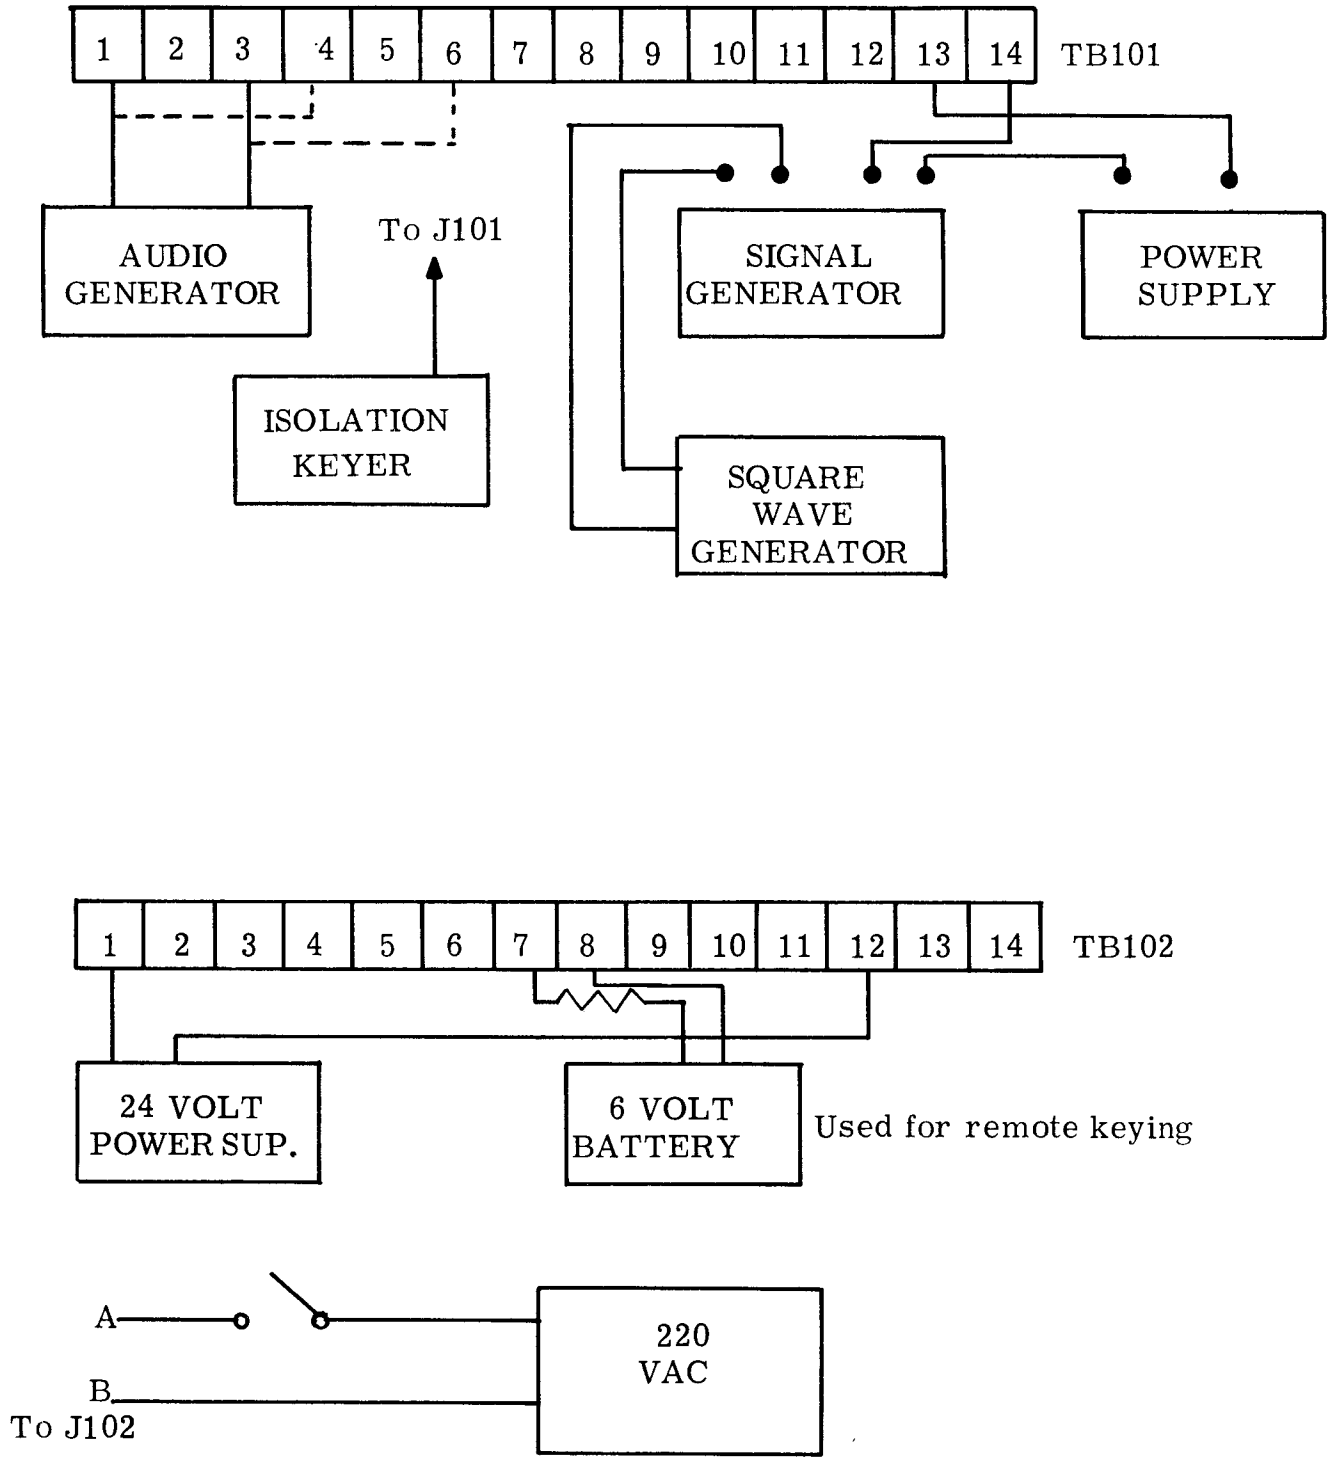 1 2 3 4 5 6 7 8 9 10 11 12 13 14 TB101
To J101
AUDIO
GENERATOR
SIGNAL
GENERATOR
POWER
SUPPLY
ISOLATION
KEYER
SQUARE
WAVE
GENERATOR
1 2 3 4 5 6 7 8 9 10 11 12 13 14 TB102
24 VOLT
POWER SUP.
6 VOLT
BATTERY
Used for remote keying
A
220
VAC
B
To J102